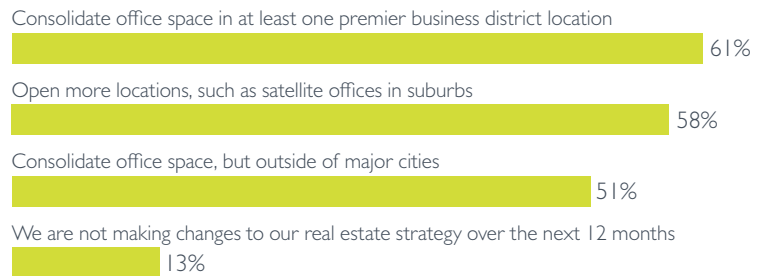 Consolidate office space in at least one premier business district location
61%
Open more locations, such as satellite offices in suburbs
58%
Consolidate office space, but outside of major cities
51%
We are not making changes to our real estate strategy over the next 12 months
13%